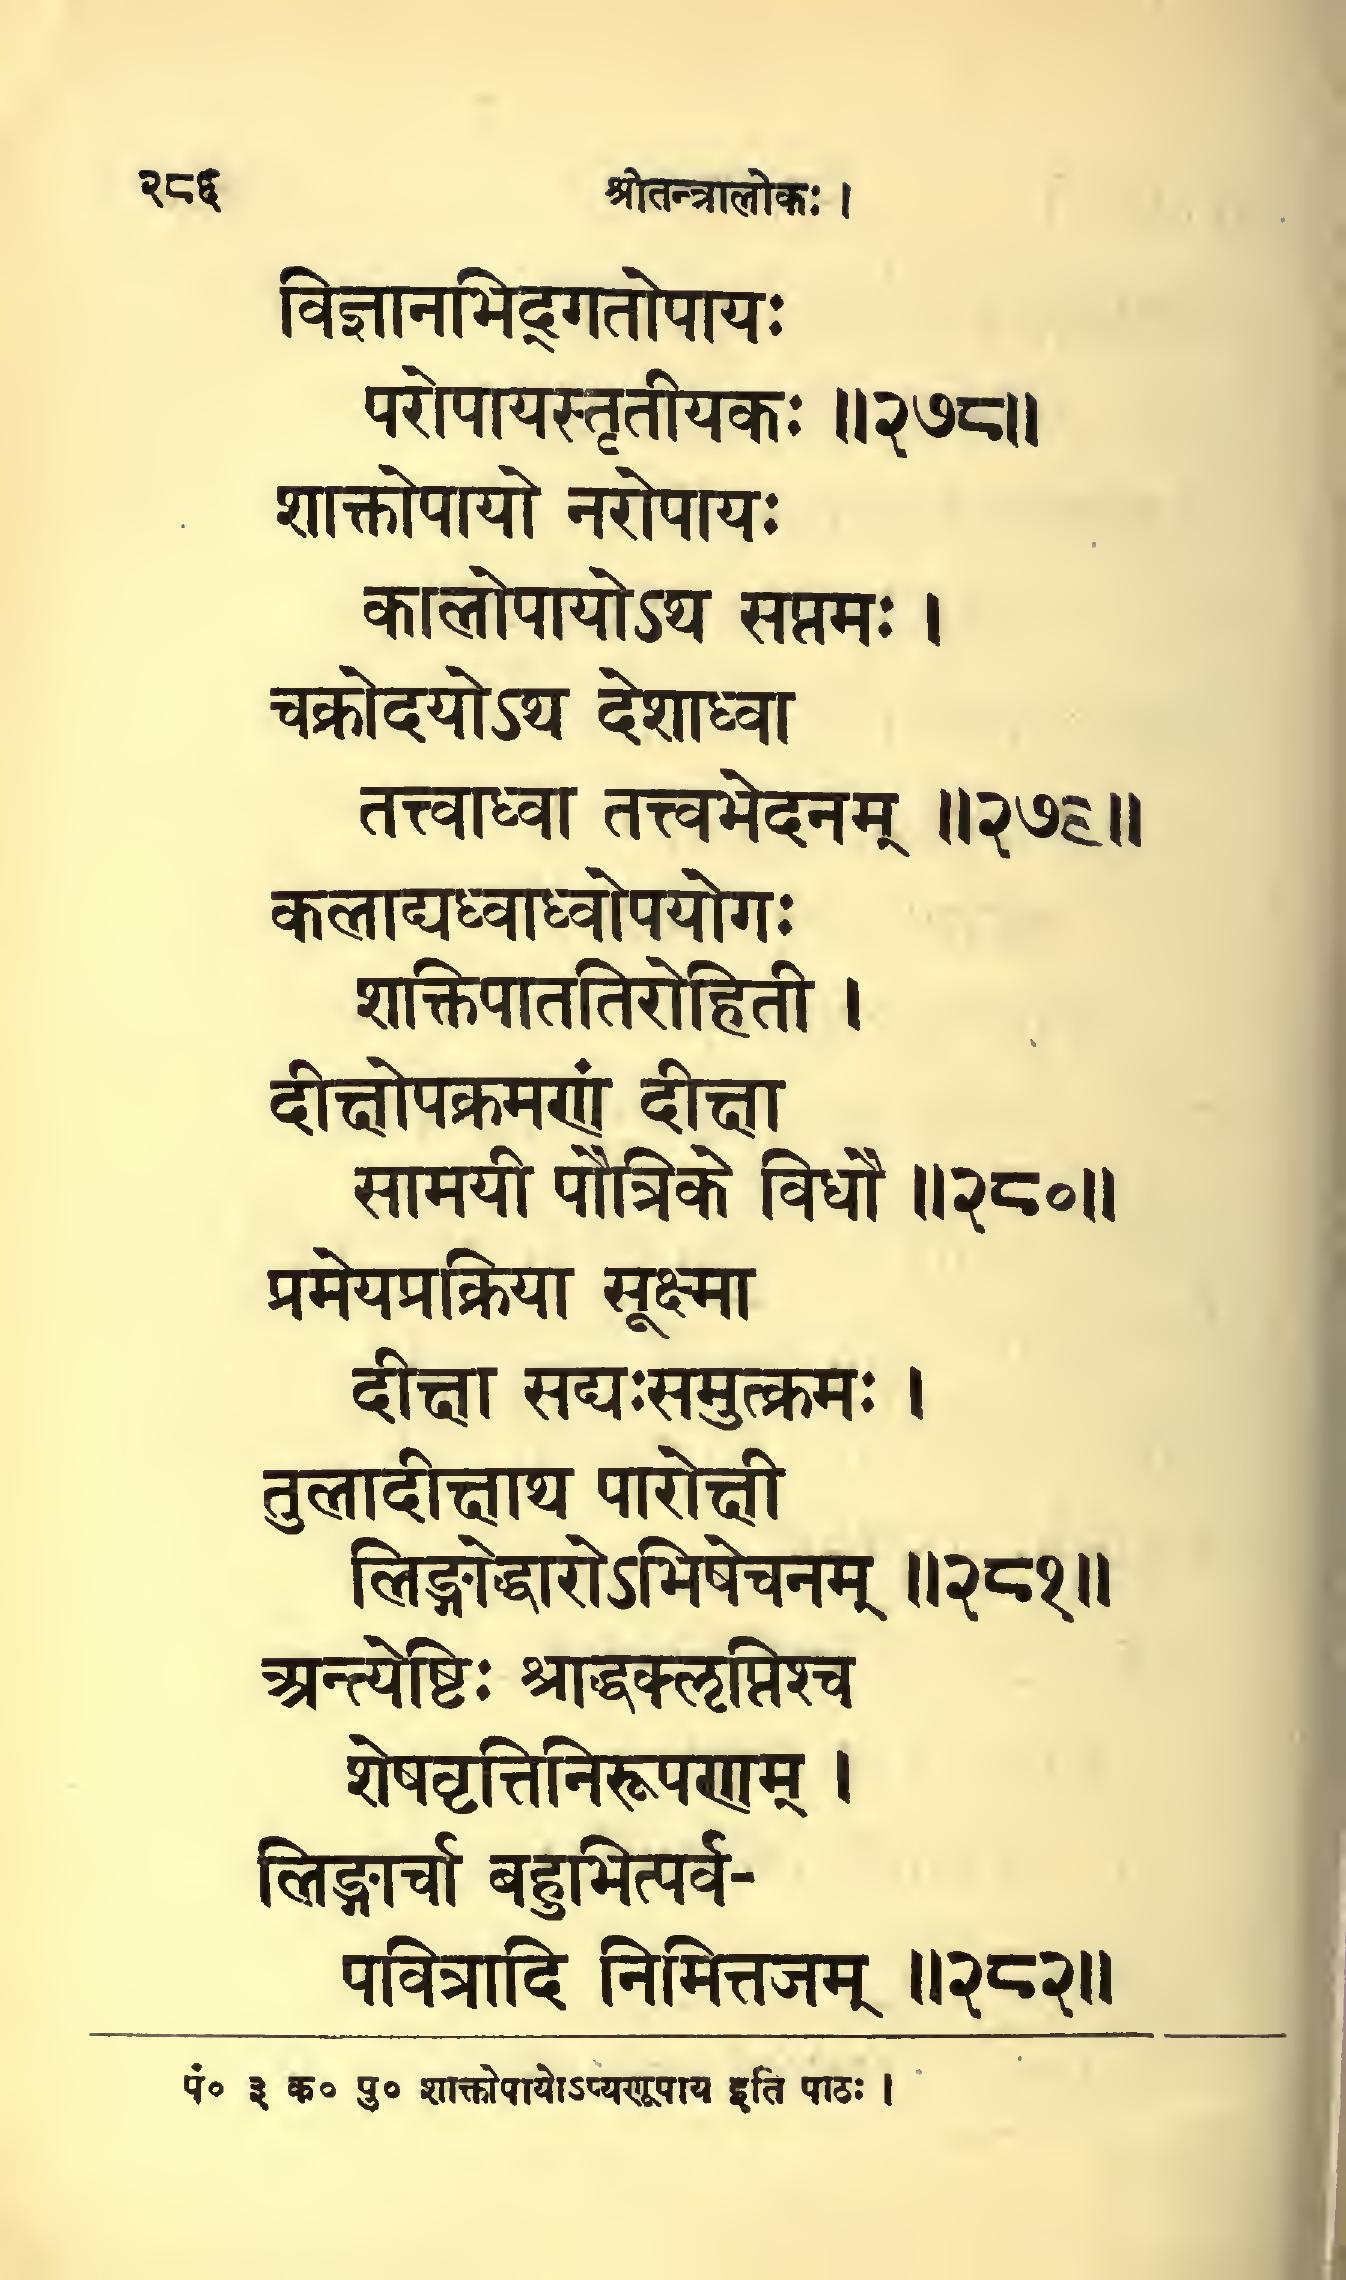 २८६ श्रीतन्त्रालोकः ।
विज्ञानभिद्गतोपायः
परोपायस्तृतीयकः ॥२७८॥
शाक्तोपायो नरोपायः
कालोपायोऽथ सप्तमः ।
चक्रोदयोऽथ देशाध्वा
तत्त्वाध्वा तत्त्वभेदनम् ॥२७९॥
कलाद्यध्वाध्वोपयोगः
शक्तिपाततिरोहिती ।
दीक्षोपक्रमणं दीक्षा
सामयी पौत्रिके विधौ ॥२८०॥
प्रमेयप्रक्रिया सूक्ष्मा
दीक्षा सद्यःसमुत्क्रमः ।
तुलादीक्षाथ पारोक्षी
लिङ्गोद्धारोऽभिषेचनम् ॥२८१॥
अन्त्येष्टिः श्राद्धक्लृप्तिश्च
शेषवृत्तिनिरूपणम् ।
लिङ्गार्चा बहुभित्पर्व-
पवित्रादि निमित्तजम् ॥२८२॥
पं० ३ क० पु० शाक्तोपायोऽप्यणूपाय इति पाठः ।